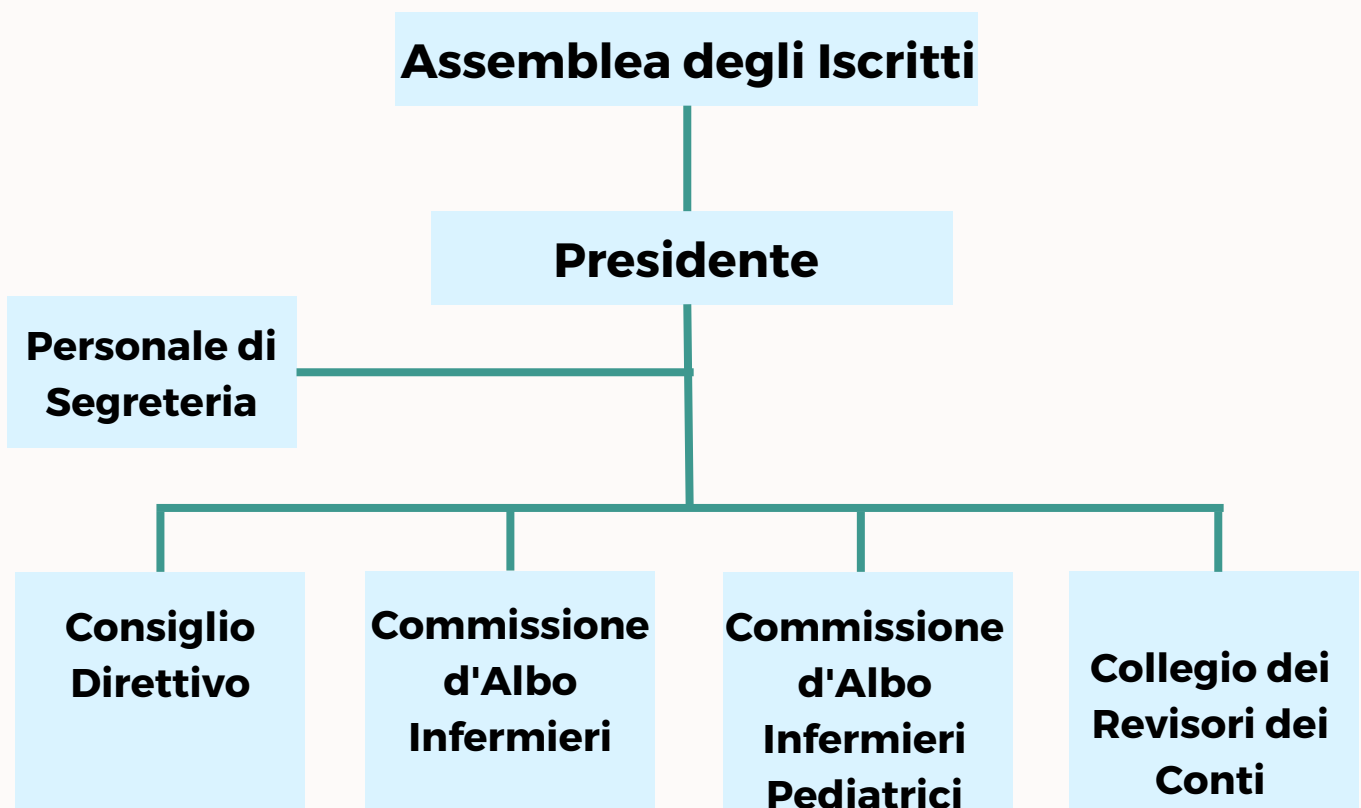 Assemblea degli Iscritti
Presidente
Personale di
Segreteria
Consiglio
Direttivo
Commissione
d'Albo
Infermieri
Commissione
d'Albo
Infermieri
Pediatrici
Collegio dei
Revisori dei
Conti